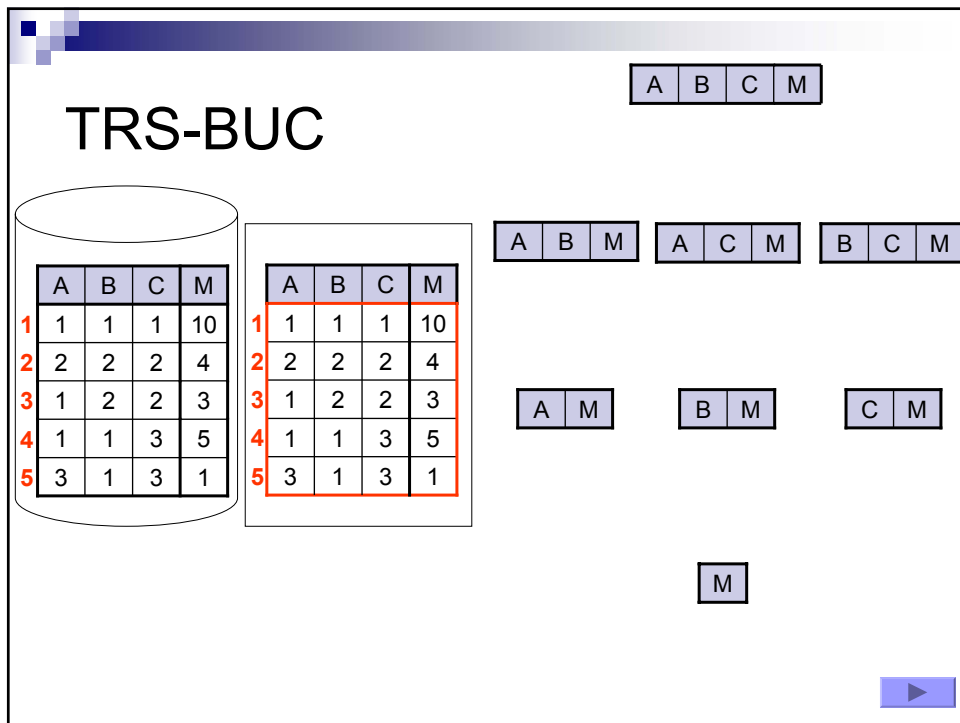 A B C M
TRS-BUC
A B M A C M B C M
A B C M A B C M
1 1 1 1 10 1 1 1 1 10
2 2 2 2 4 2 2 2 2 4
3 1 2 2 3 3 1 2 2 3
4 1 1 3 5 4 1 1 3 5
5 3 1 3 1 5 3 1 3 1
A M B M C M
M